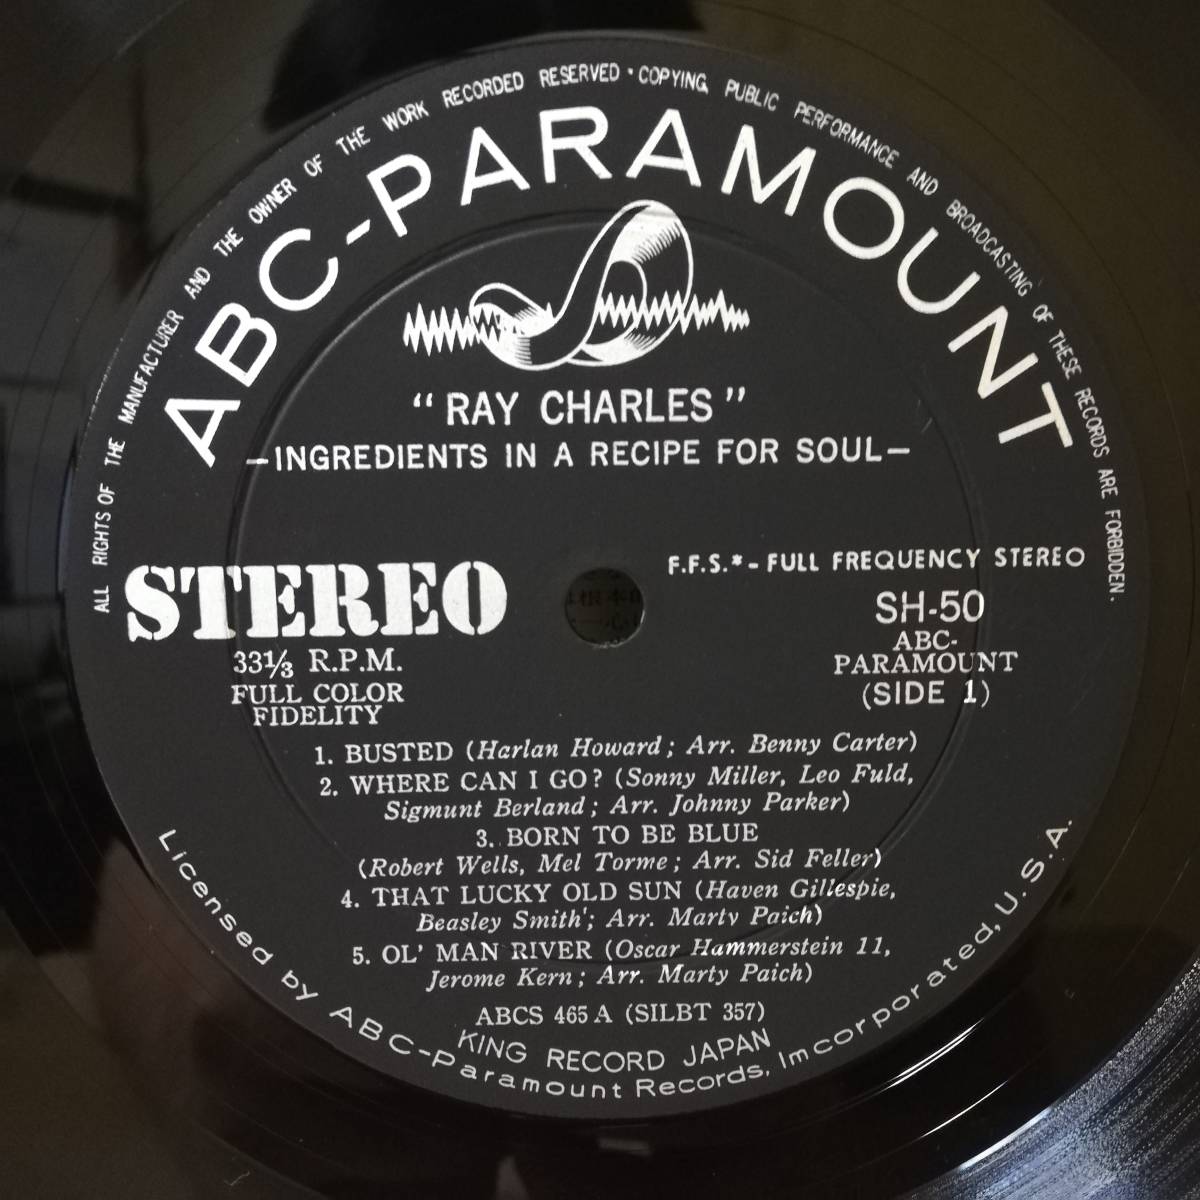 ALL RIGHTS OF THE MANUFACTURER AND THE OWNER OF THE WORK RECORDED RESERVED · COPYING, PUBLIC PERFORMANCE AND BROADCASTING OF THESE RECORDS ARE FORBIDDEN.
ABC-PARAMOUNT
"RAY CHARLES"
-INGREDIENTS IN A RECIPE FOR SOUL-
F.F.S.*- FULL FREQUENCY STEREO
STEREO
33⅓ R.P.M.
FULL COLOR
FIDELITY
SH-50
ABC-
PARAMOUNT
(SIDE 1)
1. BUSTED (Harlan Howard; Arr. Benny Carter)
2. WHERE CAN I GO? (Sonny Miller, Leo Fuld,
Sigmunt Berland; Arr. Johnny Parker)
3. BORN TO BE BLUE
(Robert Wells, Mel Torme; Arr. Sid Feller)
4. THAT LUCKY OLD SUN (Haven Gillespie,
Beasley Smith'; Arr. Marty Paich)
5. OL' MAN RIVER (Oscar Hammerstein 11,
Jerome Kern; Arr. Marty Paich)
ABCS 465 A (SILBT 357)
KING RECORD JAPAN
Licensed by ABC-Paramount Records, Imcorporated, U.S.A.